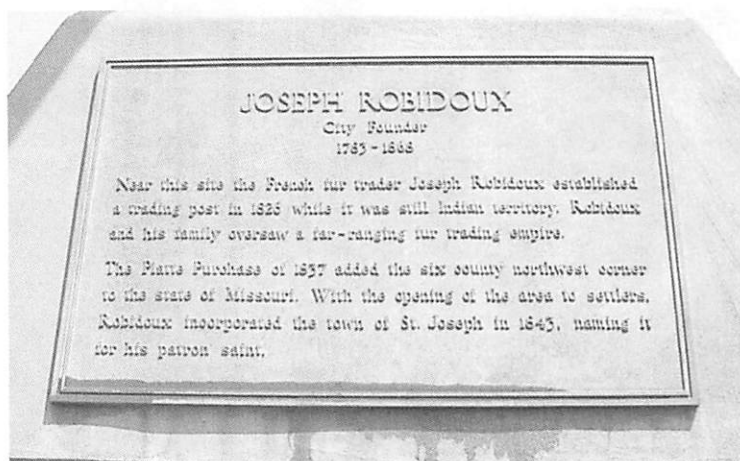 JOSEPH ROBIDOUX
City Founder
1783-1868
Near this site the French fur trader Joseph Robidoux established
a trading post in 1826 while it was still Indian territory. Robidoux
and his family oversaw a far-ranging fur trading empire.
The Platte Purchase of 1837 added the six county northwest corner
to the state of Missouri. With the opening of the area to settlers,
Robidoux incorporated the town of St. Joseph in 1843, naming it
for his patron saint.